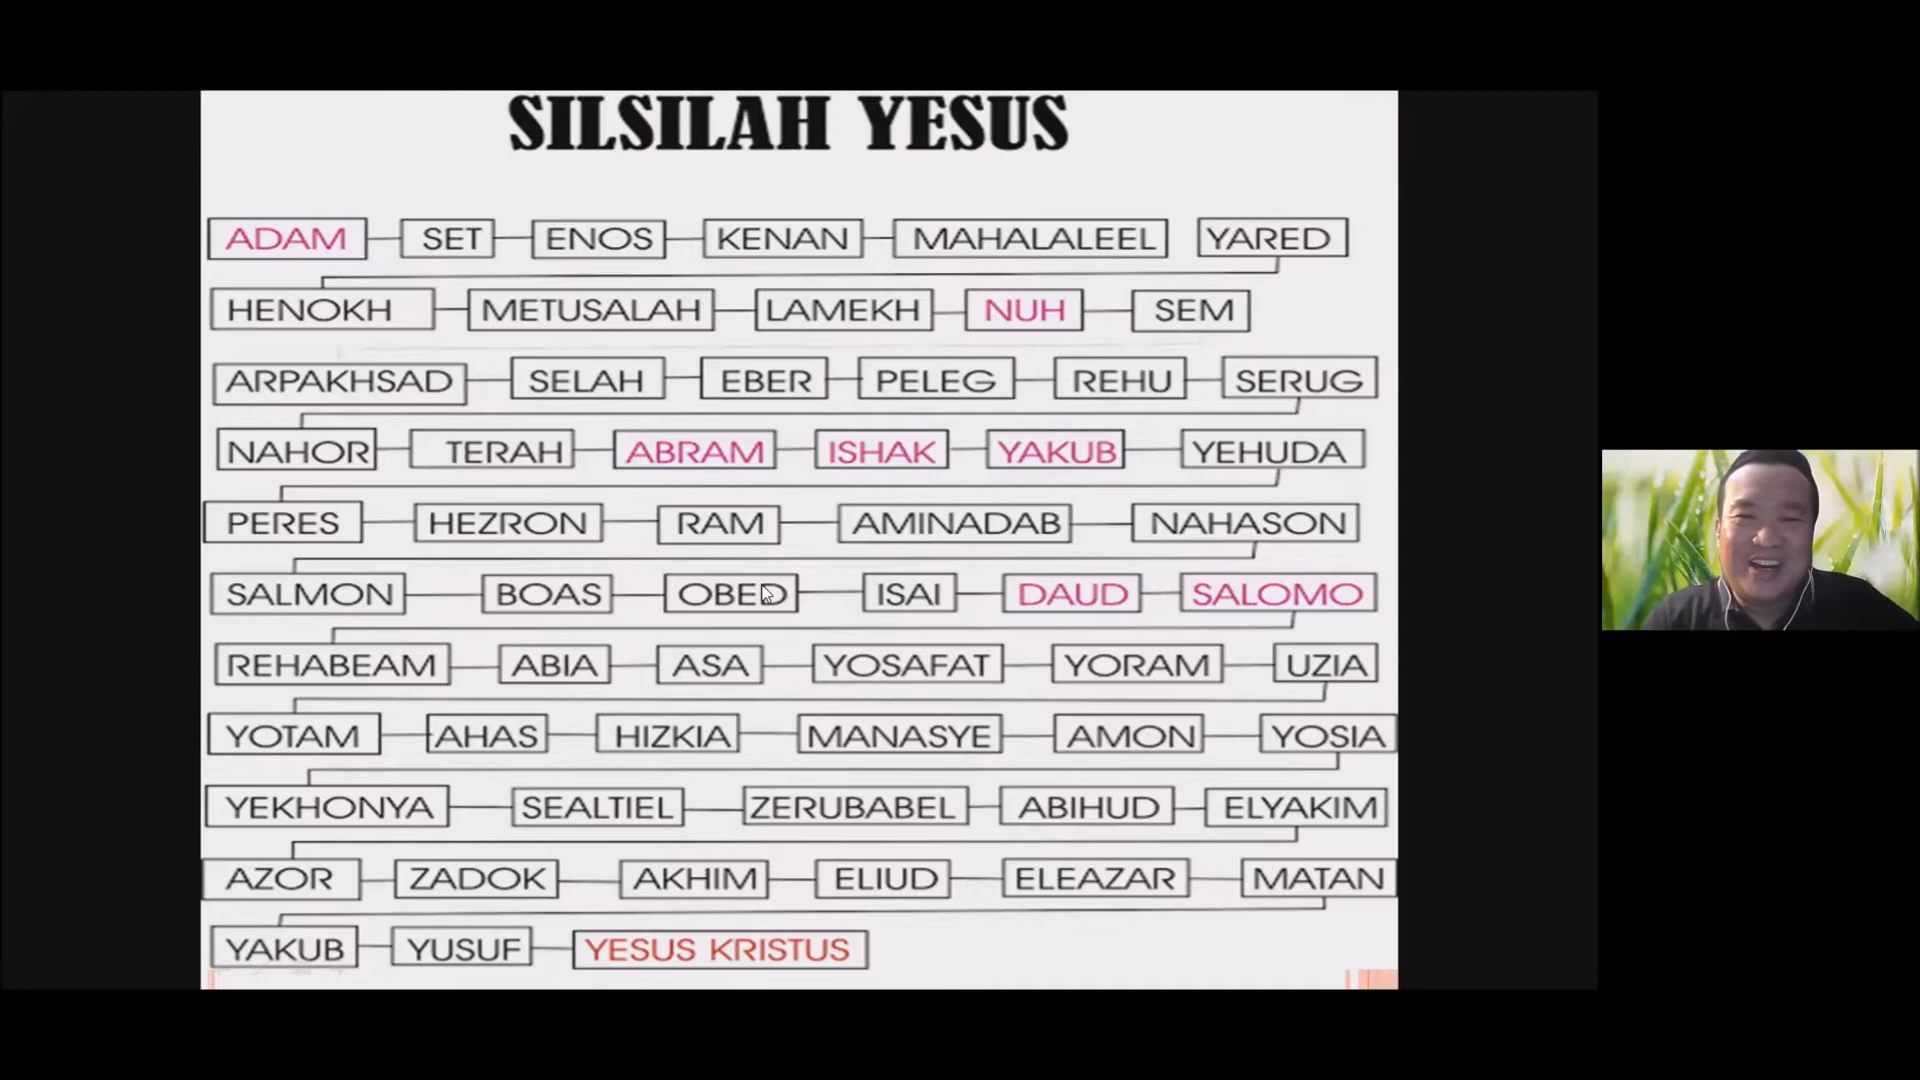 SILSILAH YESUS
ADAM SET ENOS KENAN MAHALALEEL YARED
HENOKH METUSALAH LAMEKH NUH SEM
ARPAKHSAD SELAH EBER PELEG REHU SERUG
NAHOR TERAH ABRAM ISHAK YAKUB YEHUDA
PERES HEZRON RAM AMINADAB NAHASON
SALMON BOAS OBED ISAI DAUD SALOMO
REHABEAM ABIA ASA YOSAFAT YORAM UZIA
YOTAM AHAS HIZKIA MANASYE AMON YOSIA
YEKHONYA SEALTIEL ZERUBABEL ABIHUD ELYAKIM
AZOR ZADOK AKHIM ELIUD ELEAZAR MATAN
YAKUB YUSUF YESUS KRISTUS